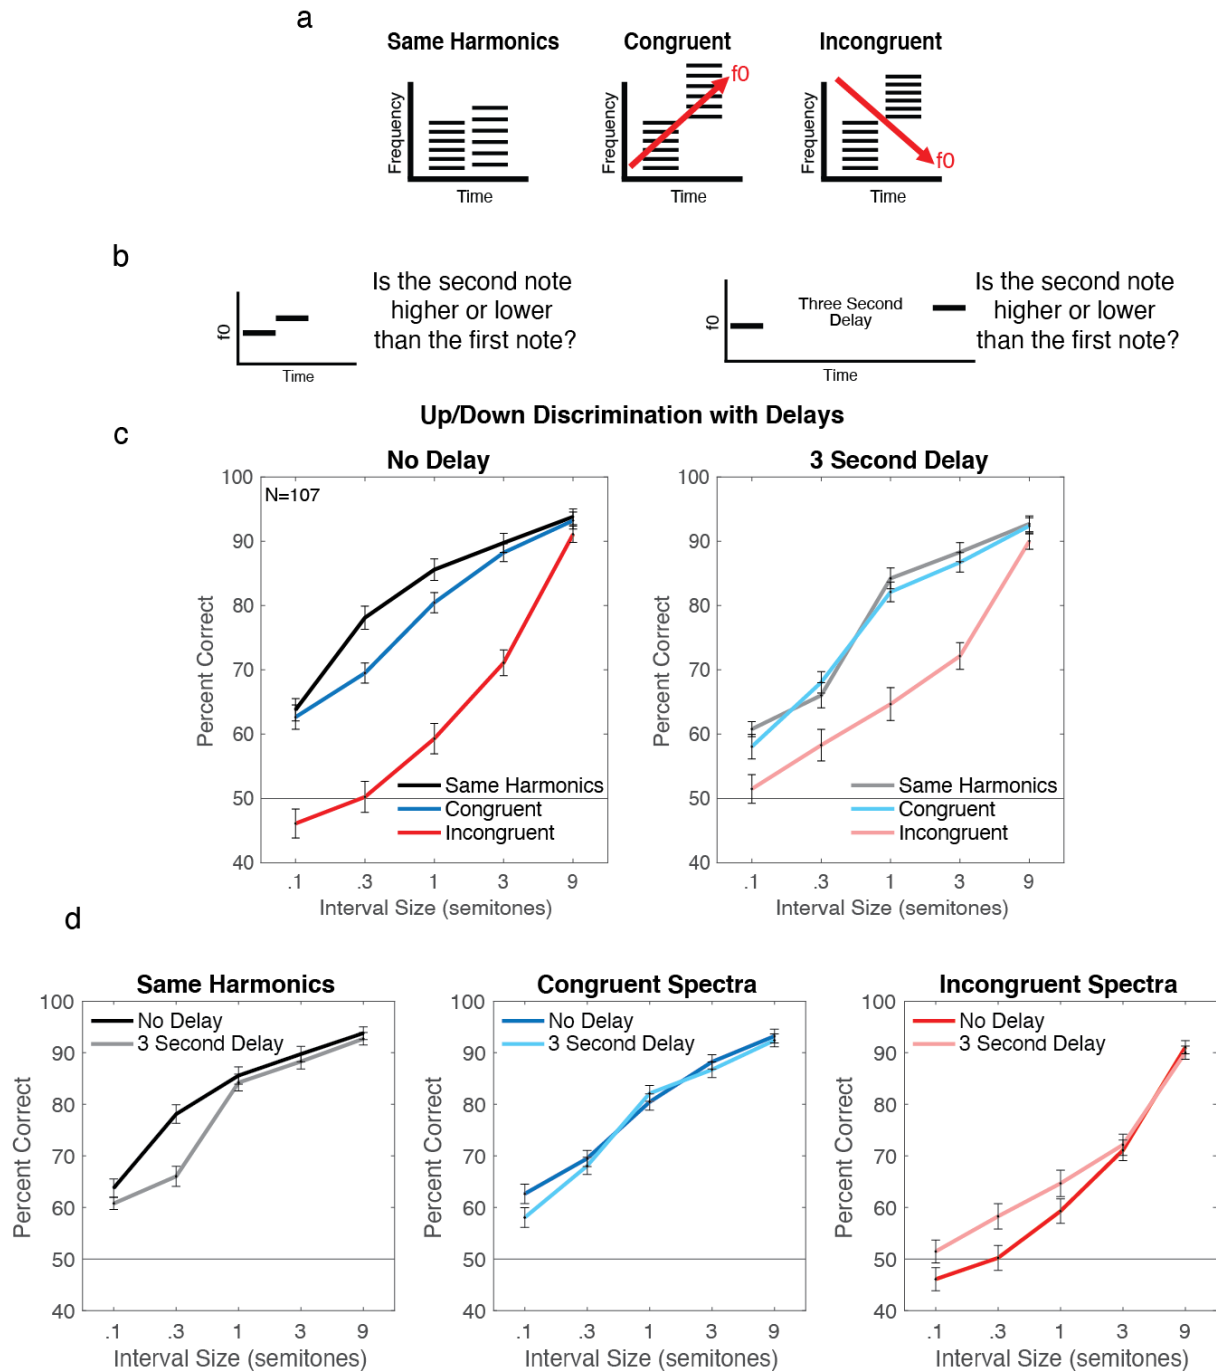 a
Same Harmonics
Congruent
Incongruent
Frequency
Time
Frequency
f0
Time
Frequency
f0
Time
b
f0
Time
Is the second note
higher or lower
than the first note?
f0
Three Second
Delay
Time
Is the second note
higher or lower
than the first note?
Up/Down Discrimination with Delays
c
No Delay
N=107
Percent Correct
100
90
80
70
60
50
40
Same Harmonics
Congruent
Incongruent
.1 .3 1 3 9
Interval Size (semitones)
3 Second Delay
Percent Correct
100
90
80
70
60
50
40
Same Harmonics
Congruent
Incongruent
.1 .3 1 3 9
Interval Size (semitones)
d
Same Harmonics
Percent Correct
100
90
80
70
60
50
40
No Delay
3 Second Delay
.1 .3 1 3 9
Interval Size (semitones)
Congruent Spectra
Percent Correct
100
90
80
70
60
50
40
No Delay
3 Second Delay
.1 .3 1 3 9
Interval Size (semitones)
Incongruent Spectra
Percent Correct
100
90
80
70
60
50
40
No Delay
3 Second Delay
.1 .3 1 3 9
Interval Size (semitones)